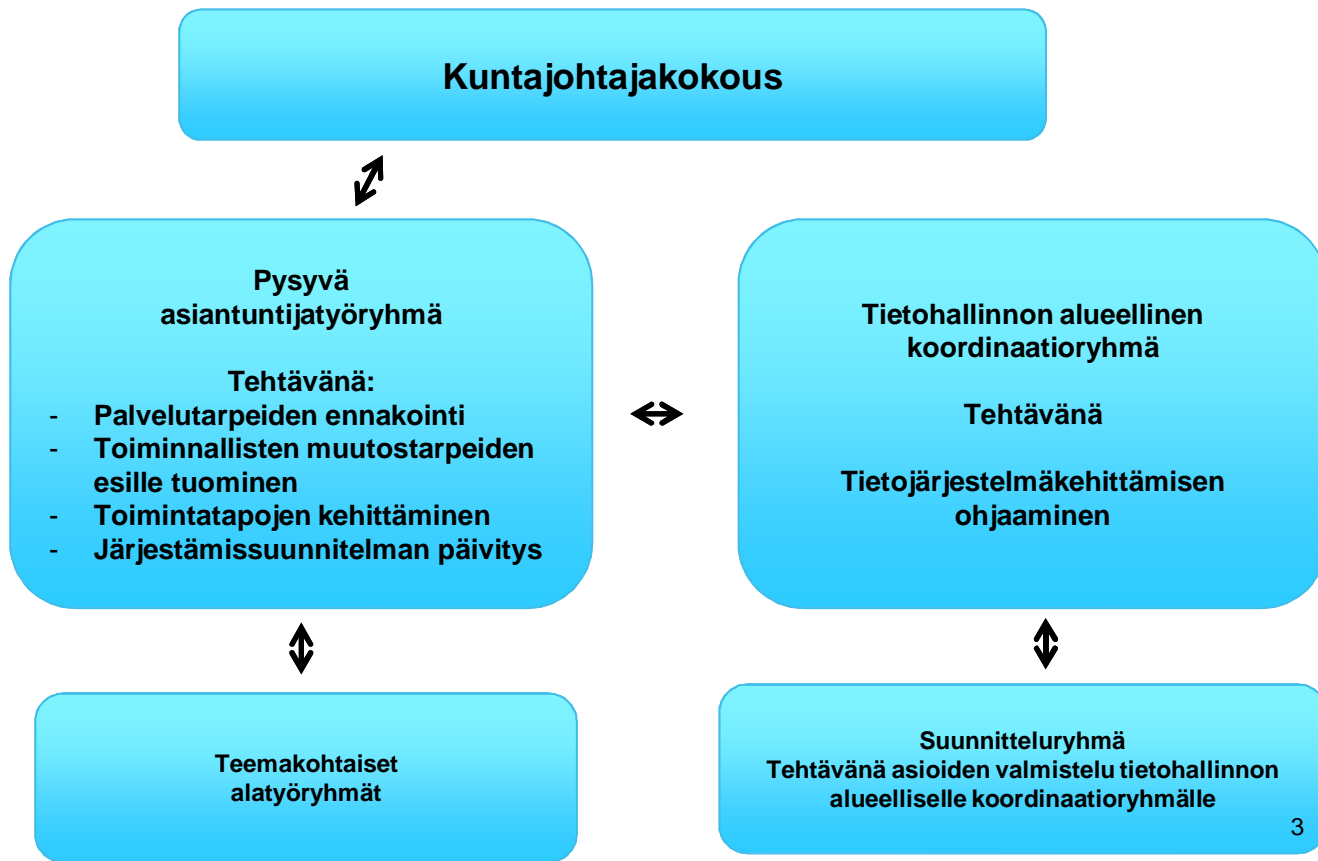 Kuntajohtajakokous
Pysyvä
asiantuntijatyöryhmä
Tehtävänä:
- Palvelutarpeiden ennakointi
- Toiminnallisten muutostarpeiden
esille tuominen
- Toimintatapojen kehittäminen
- Järjestämissuunnitelman päivitys
Tietohallinnon alueellinen
koordinaatioryhmä
Tehtävänä
Tietojärjestelmäkehittämisen
ohjaaminen
Teemakohtaiset
alatyöryhmät
Suunnitteluryhmä
Tehtävänä asioiden valmistelu tietohallinnon
alueelliselle koordinaatioryhmälle
3